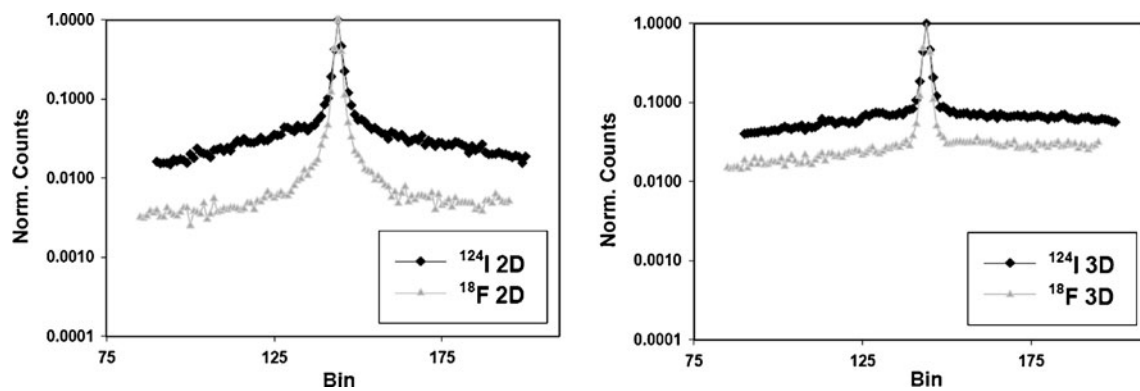 1.0000
0.1000
0.0100
0.0010
0.0001
Norm. Counts
75
125
175
Bin
¹²⁴I 2D
¹⁸F 2D
1.0000
0.1000
0.0100
0.0010
0.0001
Norm. Counts
75
125
175
Bin
¹²⁴I 3D
¹⁸F 3D